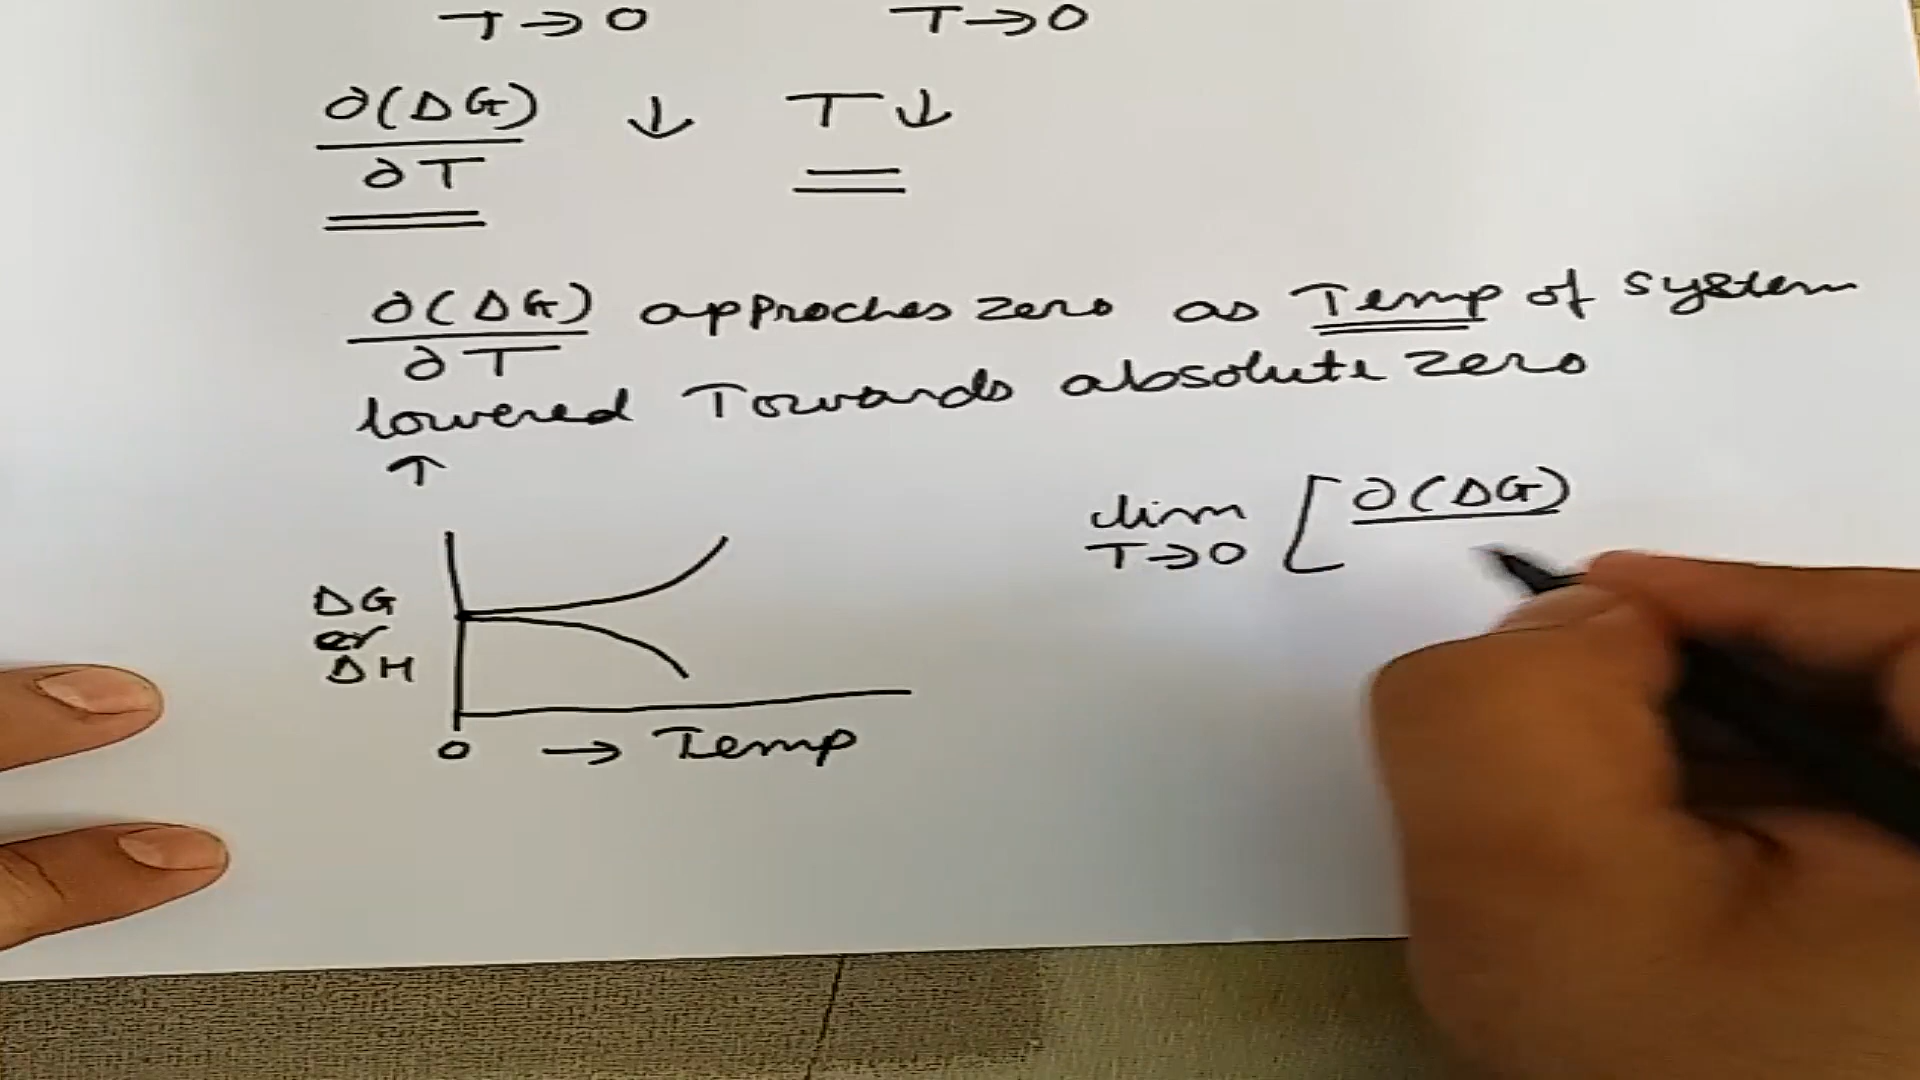 T→0 T→0
∂(ΔG) ↓ T↓
∂T
∂(ΔG) approches zero as Temp of system
∂T
lowered Towards absolute zero
↑
lim [ ∂(ΔG)
T→0
ΔG
or
ΔH
0 → Temp